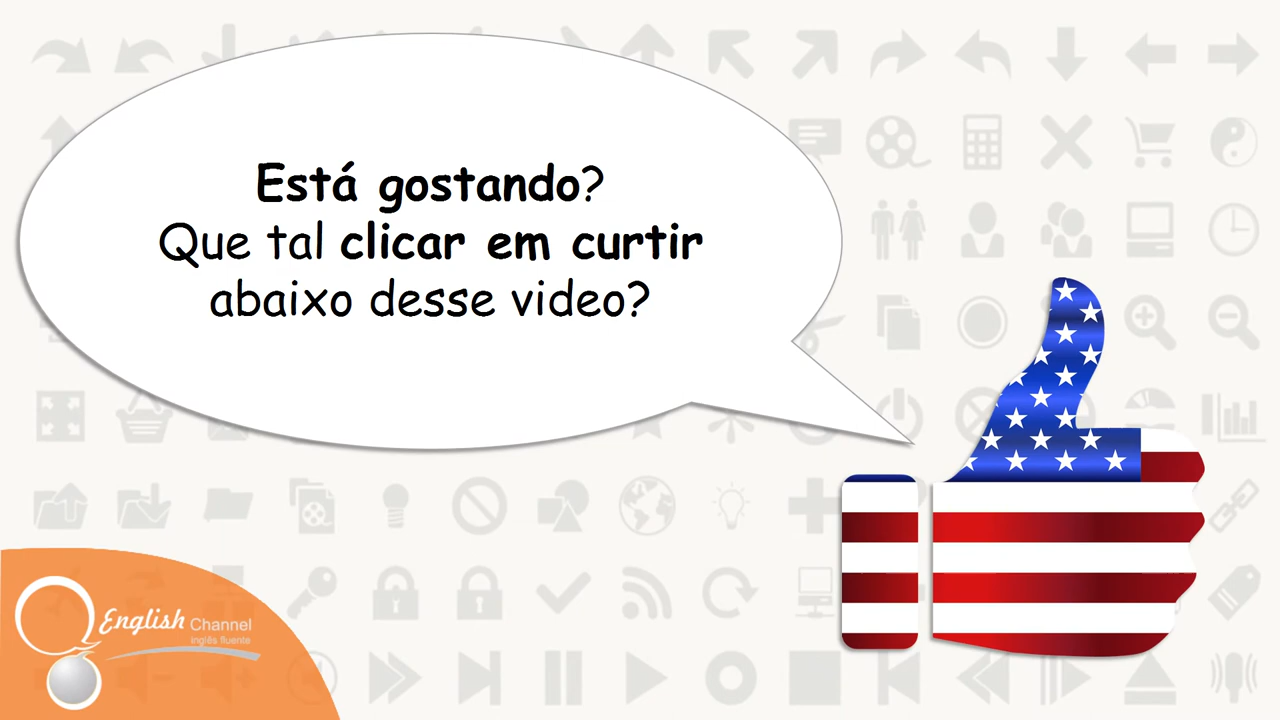 Está gostando?
Que tal clicar em curtir
abaixo desse video?
English Channel
inglês fluente